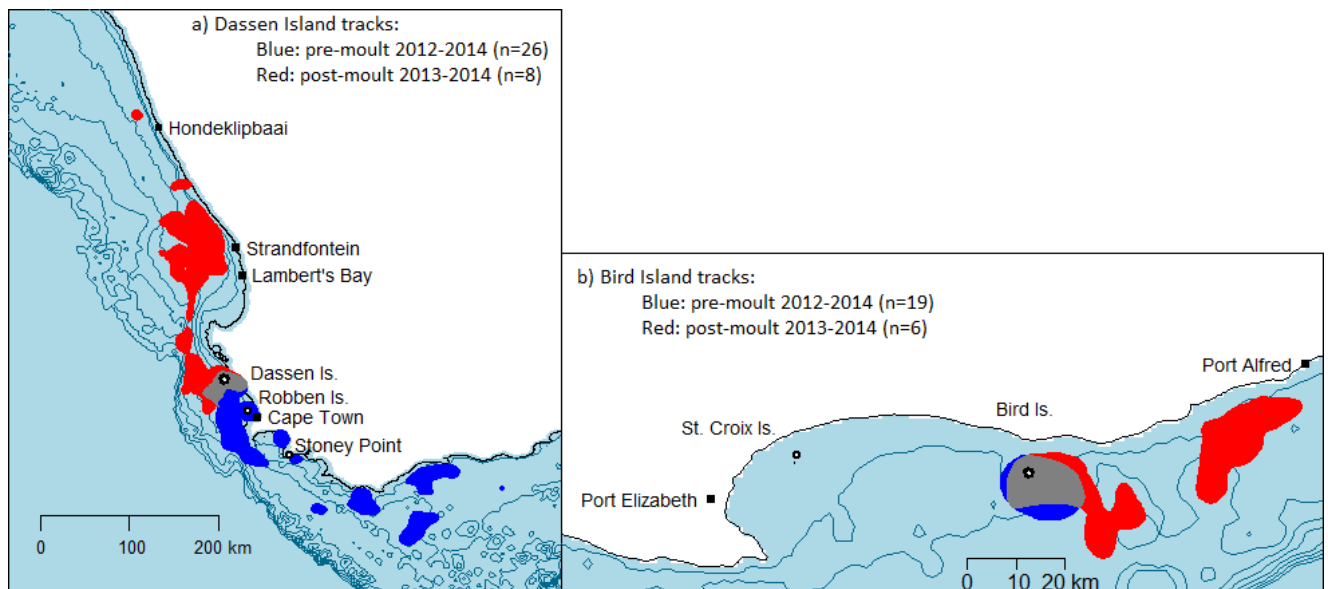 a) Dassen Island tracks:
Blue: pre-moult 2012-2014 (n=26)
Red: post-moult 2013-2014 (n=8)
Hondeklipbaai
Strandfontein
Lambert's Bay
Dassen Is.
Robben Is.
Cape Town
Stoney Point
0 100 200 km
b) Bird Island tracks:
Blue: pre-moult 2012-2014 (n=19)
Red: post-moult 2013-2014 (n=6)
Port Alfred
Bird Is.
St. Croix Is.
Port Elizabeth
0 10 20 km